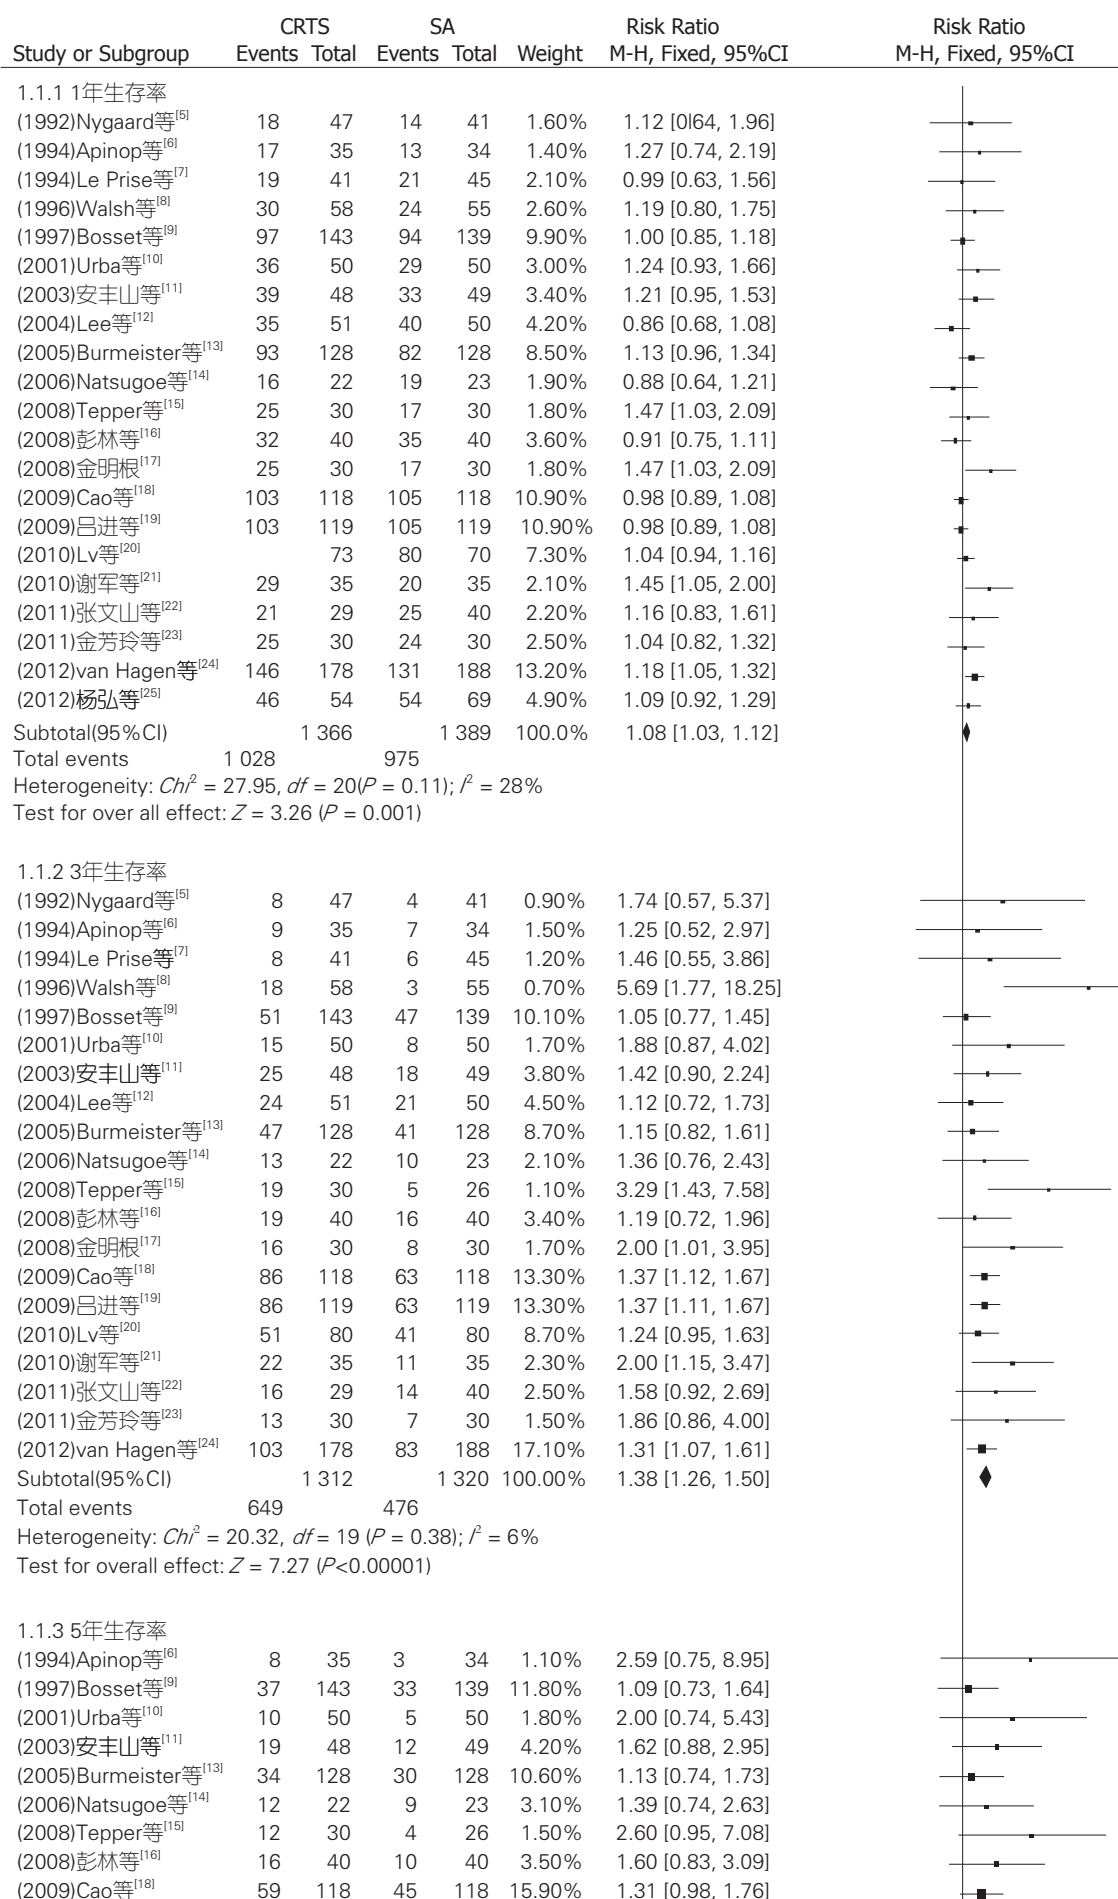 CRTS SA Risk Ratio Risk Ratio
Study or Subgroup Events Total Events Total Weight M-H, Fixed, 95%CI M-H, Fixed, 95%CI
1.1.1 1年生存率
(1992)Nygaard等[5] 18 47 14 41 1.60% 1.12 [0l64, 1.96]
(1994)Apinop等[6] 17 35 13 34 1.40% 1.27 [0.74, 2.19]
(1994)Le Prise等[7] 19 41 21 45 2.10% 0.99 [0.63, 1.56]
(1996)Walsh等[8] 30 58 24 55 2.60% 1.19 [0.80, 1.75]
(1997)Bosset等[9] 97 143 94 139 9.90% 1.00 [0.85, 1.18]
(2001)Urba等[10] 36 50 29 50 3.00% 1.24 [0.93, 1.66]
(2003)安丰山等[11] 39 48 33 49 3.40% 1.21 [0.95, 1.53]
(2004)Lee等[12] 35 51 40 50 4.20% 0.86 [0.68, 1.08]
(2005)Burmeister等[13] 93 128 82 128 8.50% 1.13 [0.96, 1.34]
(2006)Natsugoe等[14] 16 22 19 23 1.90% 0.88 [0.64, 1.21]
(2008)Tepper等[15] 25 30 17 30 1.80% 1.47 [1.03, 2.09]
(2008)彭林等[16] 32 40 35 40 3.60% 0.91 [0.75, 1.11]
(2008)金明根[17] 25 30 17 30 1.80% 1.47 [1.03, 2.09]
(2009)Cao等[18] 103 118 105 118 10.90% 0.98 [0.89, 1.08]
(2009)吕进等[19] 103 119 105 119 10.90% 0.98 [0.89, 1.08]
(2010)Lv等[20] 73 80 70 7.30% 1.04 [0.94, 1.16]
(2010)谢军等[21] 29 35 20 35 2.10% 1.45 [1.05, 2.00]
(2011)张文山等[22] 21 29 25 40 2.20% 1.16 [0.83, 1.61]
(2011)金芳玲等[23] 25 30 24 30 2.50% 1.04 [0.82, 1.32]
(2012)van Hagen等[24] 146 178 131 188 13.20% 1.18 [1.05, 1.32]
(2012)杨弘等[25] 46 54 54 69 4.90% 1.09 [0.92, 1.29]
Subtotal(95%CI) 1 366 1 389 100.0% 1.08 [1.03, 1.12]
Total events 1 028 975
Heterogeneity: Chi² = 27.95, df = 20(P = 0.11); I² = 28%
Test for over all effect: Z = 3.26 (P = 0.001)
1.1.2 3年生存率
(1992)Nygaard等[5] 8 47 4 41 0.90% 1.74 [0.57, 5.37]
(1994)Apinop等[6] 9 35 7 34 1.50% 1.25 [0.52, 2.97]
(1994)Le Prise等[7] 8 41 6 45 1.20% 1.46 [0.55, 3.86]
(1996)Walsh等[8] 18 58 3 55 0.70% 5.69 [1.77, 18.25]
(1997)Bosset等[9] 51 143 47 139 10.10% 1.05 [0.77, 1.45]
(2001)Urba等[10] 15 50 8 50 1.70% 1.88 [0.87, 4.02]
(2003)安丰山等[11] 25 48 18 49 3.80% 1.42 [0.90, 2.24]
(2004)Lee等[12] 24 51 21 50 4.50% 1.12 [0.72, 1.73]
(2005)Burmeister等[13] 47 128 41 128 8.70% 1.15 [0.82, 1.61]
(2006)Natsugoe等[14] 13 22 10 23 2.10% 1.36 [0.76, 2.43]
(2008)Tepper等[15] 19 30 5 26 1.10% 3.29 [1.43, 7.58]
(2008)彭林等[16] 19 40 16 40 3.40% 1.19 [0.72, 1.96]
(2008)金明根[17] 16 30 8 30 1.70% 2.00 [1.01, 3.95]
(2009)Cao等[18] 86 118 63 118 13.30% 1.37 [1.12, 1.67]
(2009)吕进等[19] 86 119 63 119 13.30% 1.37 [1.11, 1.67]
(2010)Lv等[20] 51 80 41 80 8.70% 1.24 [0.95, 1.63]
(2010)谢军等[21] 22 35 11 35 2.30% 2.00 [1.15, 3.47]
(2011)张文山等[22] 16 29 14 40 2.50% 1.58 [0.92, 2.69]
(2011)金芳玲等[23] 13 30 7 30 1.50% 1.86 [0.86, 4.00]
(2012)van Hagen等[24] 103 178 83 188 17.10% 1.31 [1.07, 1.61]
Subtotal(95%CI) 1 312 1 320 100.00% 1.38 [1.26, 1.50]
Total events 649 476
Heterogeneity: Chi² = 20.32, df = 19 (P = 0.38); I² = 6%
Test for overall effect: Z = 7.27 (P<0.00001)
1.1.3 5年生存率
(1994)Apinop等[6] 8 35 3 34 1.10% 2.59 [0.75, 8.95]
(1997)Bosset等[9] 37 143 33 139 11.80% 1.09 [0.73, 1.64]
(2001)Urba等[10] 10 50 5 50 1.80% 2.00 [0.74, 5.43]
(2003)安丰山等[11] 19 48 12 49 4.20% 1.62 [0.88, 2.95]
(2005)Burmeister等[13] 34 128 30 128 10.60% 1.13 [0.74, 1.73]
(2006)Natsugoe等[14] 12 22 9 23 3.10% 1.39 [0.74, 2.63]
(2008)Tepper等[15] 12 30 4 26 1.50% 2.60 [0.95, 7.08]
(2008)彭林等[16] 16 40 10 40 3.50% 1.60 [0.83, 3.09]
(2009)Cao等[18] 59 118 45 118 15.90% 1.31 [0.98, 1.76]